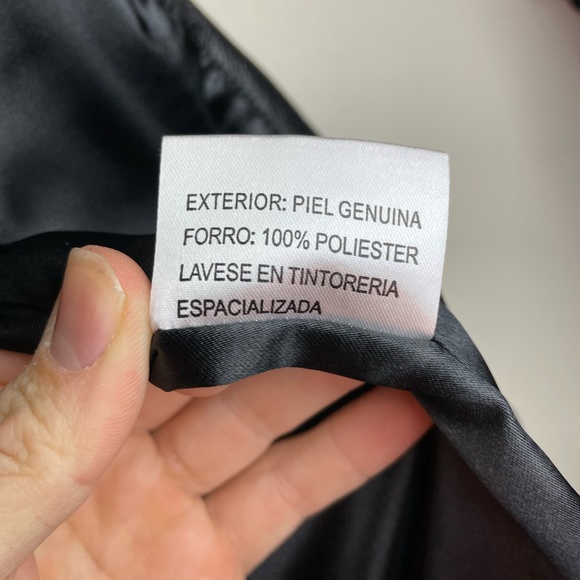 EXTERIOR: PIEL GENUINA
FORRO: 100% POLIESTER
LAVESE EN TINTORERIA
ESPACIALIZADA